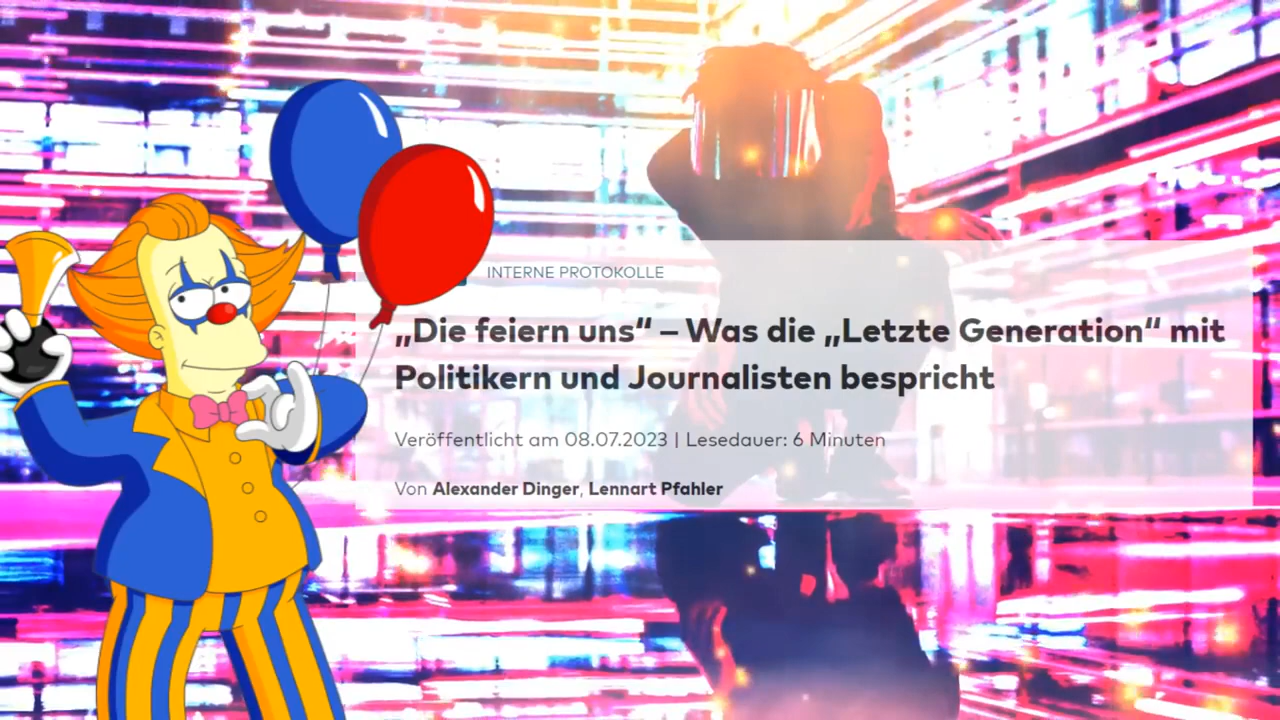 INTERNE PROTOKOLLE
„Die feiern uns“ – Was die „Letzte Generation“ mit
Politikern und Journalisten bespricht
Veröffentlicht am 08.07.2023 | Lesedauer: 6 Minuten
Von Alexander Dinger, Lennart Pfahler